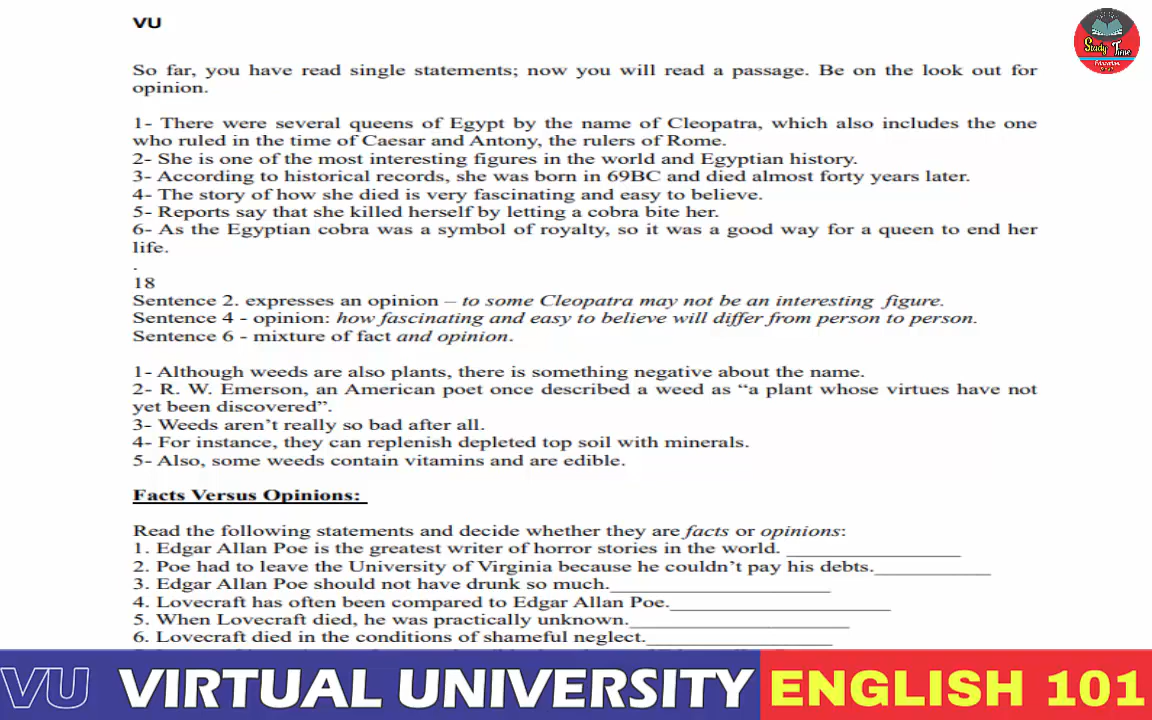 VU
Study Time
So far, you have read single statements; now you will read a passage. Be on the look out for
opinion.
1- There were several queens of Egypt by the name of Cleopatra, which also includes the one
who ruled in the time of Caesar and Antony, the rulers of Rome.
2- She is one of the most interesting figures in the world and Egyptian history.
3- According to historical records, she was born in 69BC and died almost forty years later.
4- The story of how she died is very fascinating and easy to believe.
5- Reports say that she killed herself by letting a cobra bite her.
6- As the Egyptian cobra was a symbol of royalty, so it was a good way for a queen to end her
life.
.
18
Sentence 2. expresses an opinion – to some Cleopatra may not be an interesting figure.
Sentence 4 - opinion: how fascinating and easy to believe will differ from person to person.
Sentence 6 - mixture of fact and opinion.
1- Although weeds are also plants, there is something negative about the name.
2- R. W. Emerson, an American poet once described a weed as “a plant whose virtues have not
yet been discovered”.
3- Weeds aren’t really so bad after all.
4- For instance, they can replenish depleted top soil with minerals.
5- Also, some weeds contain vitamins and are edible.
Facts Versus Opinions:
Read the following statements and decide whether they are facts or opinions:
1. Edgar Allan Poe is the greatest writer of horror stories in the world. ___________________
2. Poe had to leave the University of Virginia because he couldn’t pay his debts._____________
3. Edgar Allan Poe should not have drunk so much.________________________
4. Lovecraft has often been compared to Edgar Allan Poe.________________________
5. When Lovecraft died, he was practically unknown.________________________
6. Lovecraft died in the conditions of shameful neglect.____________________
VU VIRTUAL UNIVERSITY ENGLISH 101